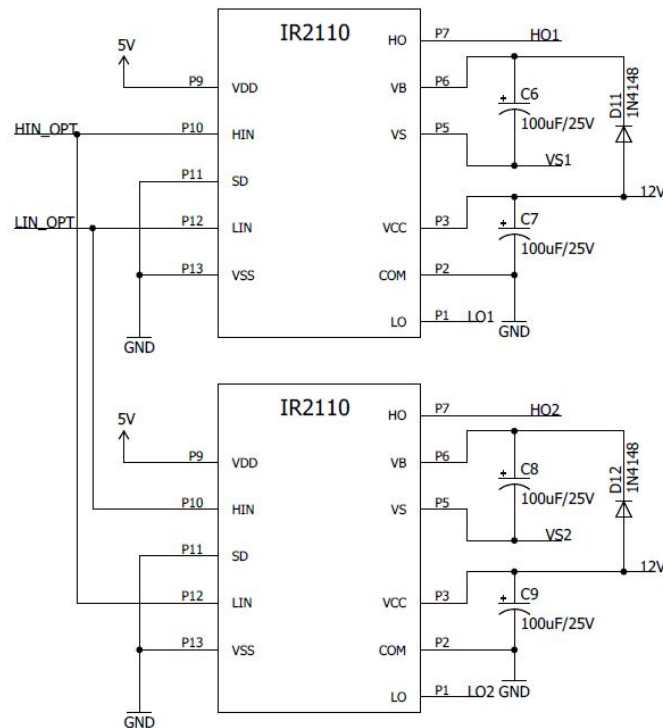 IR2110
5V
P9 VDD
HIN_OPT P10 HIN
P11 SD
LIN_OPT P12 LIN
P13 VSS
GND
HO P7 HO1
VB P6
C6
100uF/25V
D11
1N4148
VS P5 VS1
12V
VCC P3
C7
100uF/25V
COM P2
GND
LO P1 LO1
IR2110
5V
P9 VDD
P10 HIN
P11 SD
P12 LIN
P13 VSS
GND
HO P7 HO2
VB P6
C8
100uF/25V
D12
1N4148
VS P5 VS2
12V
VCC P3
C9
100uF/25V
COM P2
GND
LO P1 LO2